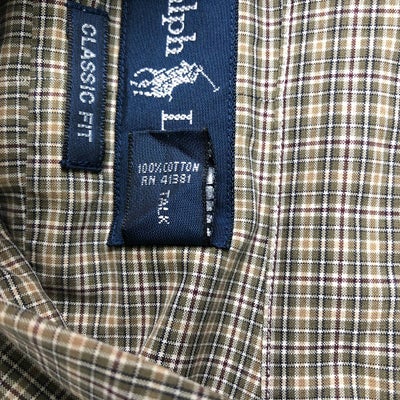 CLASSIC FIT
alph
L
100% COTTON
RN 41381
TALK